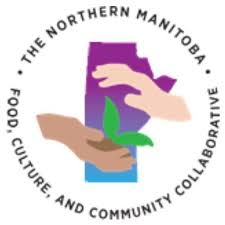 • THE NORTHERN MANITOBA •
FOOD, CULTURE, AND COMMUNITY COLLABORATIVE